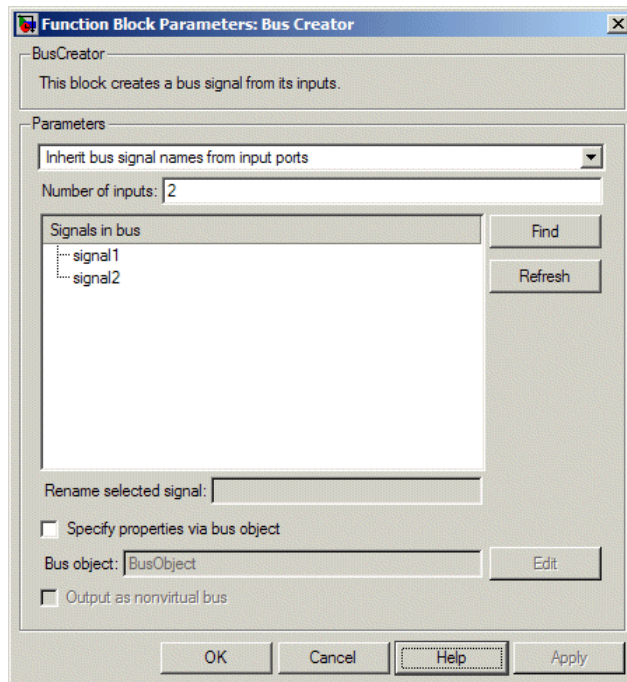 Function Block Parameters: Bus Creator
BusCreator
This block creates a bus signal from its inputs.
Parameters
Inherit bus signal names from input ports
Number of inputs: 2
Signals in bus
signal1
signal2
Find
Refresh
Rename selected signal:
Specify properties via bus object
Bus object: BusObject
Edit
Output as nonvirtual bus
OK Cancel Help Apply